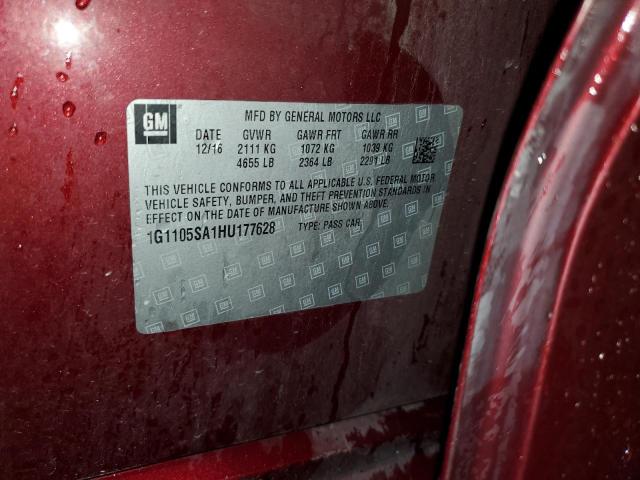 GM
MFD BY GENERAL MOTORS LLC
DATE GVWR GAWR FRT GAWR RR
12/16 2111 KG 1072 KG 1039 KG
4655 LB 2364 LB 2291 LB
THIS VEHICLE CONFORMS TO ALL APPLICABLE U.S. FEDERAL MOTOR
VEHICLE SAFETY, BUMPER, AND THEFT PREVENTION STANDARDS IN
EFFECT ON THE DATE OF MANUFACTURE SHOWN ABOVE.
1G1105SA1HU177628 TYPE: PASS CAR